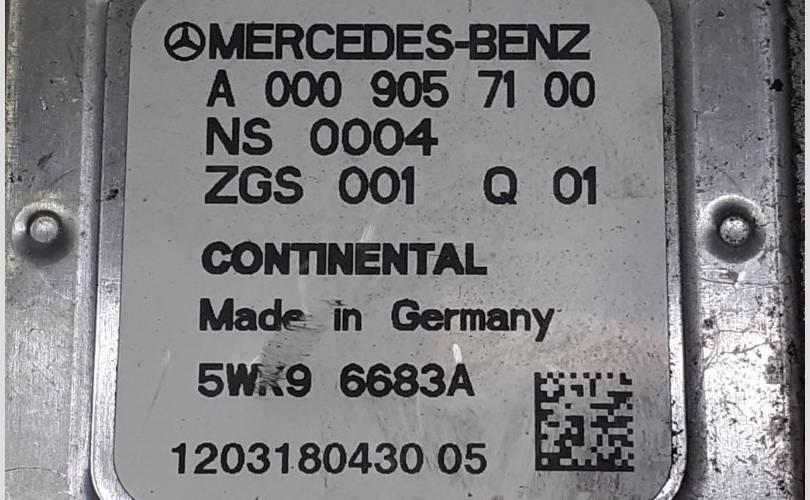 MERCEDES-BENZ
A 000 905 71 00
NS 0004
ZGS 001 Q 01
CONTINENTAL
Made in Germany
5WK9 6683A
1203180430 05